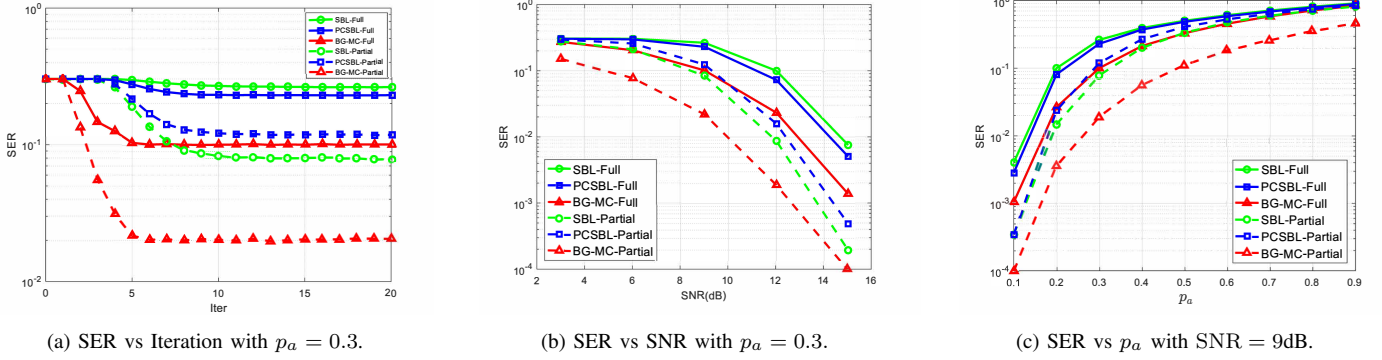 10^0
10^-1
10^-2
SER
0 5 10 15 20
Iter
SBL-Full
PCSBL-Full
BG-MC-Full
SBL-Partial
PCSBL-Partial
BG-MC-Partial
(a) SER vs Iteration with p_a = 0.3.
10^0
10^-1
10^-2
10^-3
10^-4
SER
2 4 6 8 10 12 14 16
SNR(dB)
SBL-Full
PCSBL-Full
BG-MC-Full
SBL-Partial
PCSBL-Partial
BG-MC-Partial
(b) SER vs SNR with p_a = 0.3.
10^0
10^-1
10^-2
10^-3
10^-4
SER
0.1 0.2 0.3 0.4 0.5 0.6 0.7 0.8 0.9
p_a
SBL-Full
PCSBL-Full
BG-MC-Full
SBL-Partial
PCSBL-Partial
BG-MC-Partial
(c) SER vs p_a with SNR = 9dB.